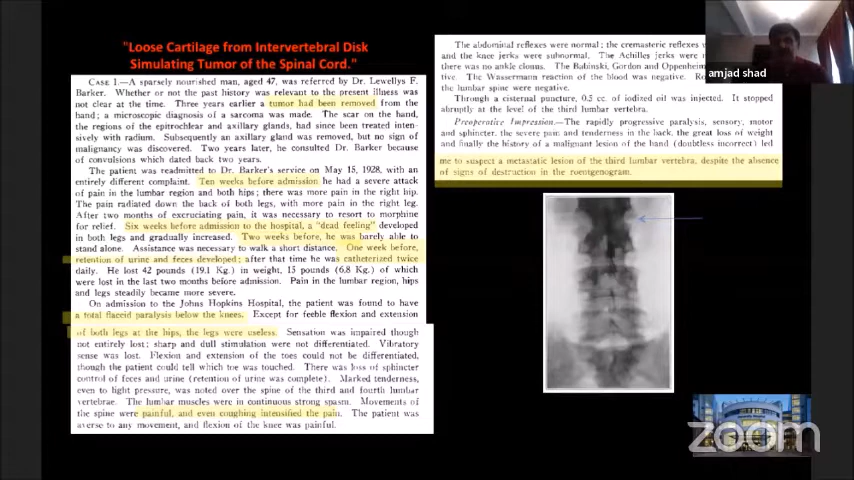 "Loose Cartilage from Intervertebral Disk
Simulating Tumor of the Spinal Cord."
CASE 1.—A sparsely nourished man, aged 47, was referred by Dr. Lewellys F.
Barker. Whether or not the past history was relevant to the present illness was
not clear at the time. Three years earlier a tumor had been removed from the
hand; a microscopic diagnosis of a sarcoma was made. The scar on the hand,
the regions of the epitrochlear and axillary glands, had since been treated inten-
sively with radium. Subsequently an axillary gland was removed, but no sign of
malignancy was discovered. Two years later, he consulted Dr. Barker because
of convulsions which dated back two years.
The patient was readmitted to Dr. Barker's service on May 15, 1928, with an
entirely different complaint. Ten weeks before admission he had a severe attack
of pain in the lumbar region and both hips; there was more pain in the right hip.
The pain radiated down the back of both legs, with more pain in the right leg.
After two months of excruciating pain, it was necessary to resort to morphine
for relief. Six weeks before admission to the hospital, a "dead feeling" developed
in both legs and gradually increased. Two weeks before, he was barely able to
stand alone. Assistance was necessary to walk a short distance. One week before,
retention of urine and feces developed; after that time he was catheterized twice
daily. He lost 42 pounds (19.1 Kg.) in weight, 15 pounds (6.8 Kg.) of which
were lost in the last two months before admission. Pain in the lumbar region, hips
and legs steadily became more severe.
On admission to the Johns Hopkins Hospital, the patient was found to have
a total flaccid paralysis below the knees. Except for feeble flexion and extension
of both legs at the hips, the legs were useless. Sensation was impaired though
not entirely lost; sharp and dull stimulation were not differentiated. Vibratory
sense was lost. Flexion and extension of the toes could not be differentiated,
though the patient could tell which toe was touched. There was loss of sphincter
control of feces and urine (retention of urine was complete). Marked tenderness,
even to light pressure, was noted over the spine of the third and fourth lumbar
vertebrae. The lumbar muscles were in continuous strong spasm. Movements of
the spine were painful, and even coughing intensified the pain. The patient was
averse to any movement, and flexion of the knee was painful.
The abdominal reflexes were normal; the cremasteric reflexes
and the knee jerks were subnormal. The Achilles jerks were
there was no ankle clonus. The Babinski, Gordon and Oppenheim
tive. The Wassermann reaction of the blood was negative.
the lumbar spine were negative.
Through a cisternal puncture, 0.5 cc. of iodized oil was injected. It stopped
abruptly at the level of the third lumbar vertebra.
Preoperative Impression.—The rapidly progressive paralysis, sensory, motor
and sphincter, the severe pain and tenderness in the back, the great loss of weight
and finally the history of a malignant lesion of the hand (doubtless incorrect) led
me to suspect a metastatic lesion of the third lumbar vertebra, despite the absence
of signs of destruction in the roentgenogram.
amjad shad
zoom